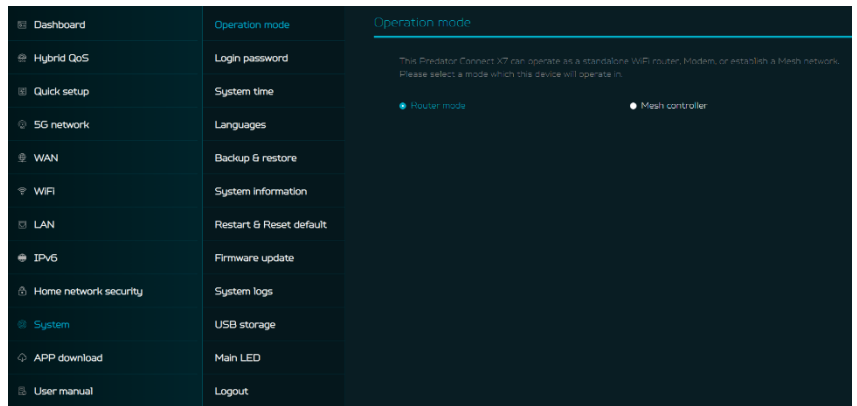 Dashboard
Hybrid QoS
Quick setup
5G network
WAN
WiFi
LAN
IPv6
Home network security
System
APP download
User manual
Operation mode
Login password
System time
Languages
Backup & restore
System information
Restart & Reset default
Firmware update
System logs
USB storage
Main LED
Logout
Operation mode
This Predator Connect X7 can operate as a standalone WiFi router, Modem, or establish a Mesh network.
Please select a mode which this device will operate in.
Router mode
Mesh controller